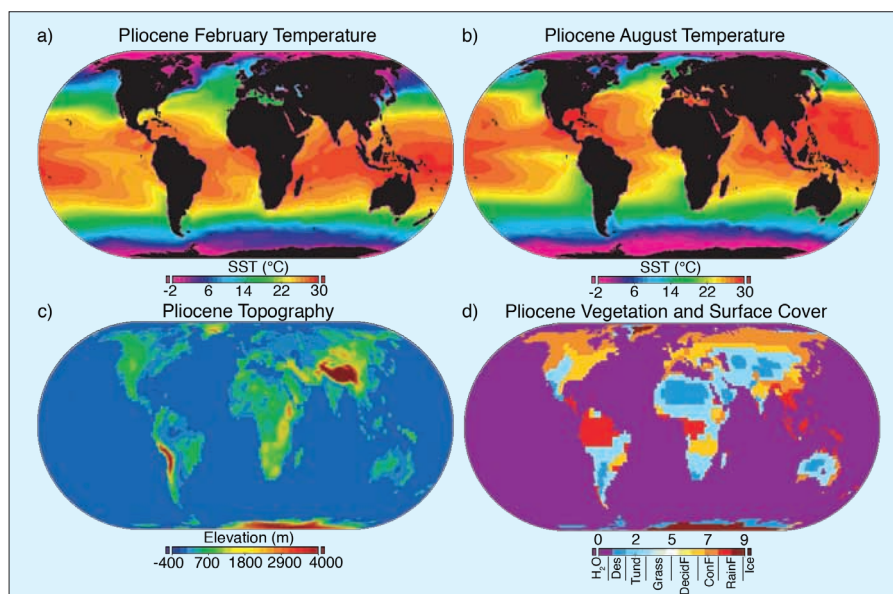 a) Pliocene February Temperature
b) Pliocene August Temperature
SST (°C)
-2 6 14 22 30
SST (°C)
-2 6 14 22 30
c) Pliocene Topography
d) Pliocene Vegetation and Surface Cover
Elevation (m)
-400 700 1800 2900 4000
0 2 5 7 9
H₂O Des Tund Grass DecidF ConF RainF Ice